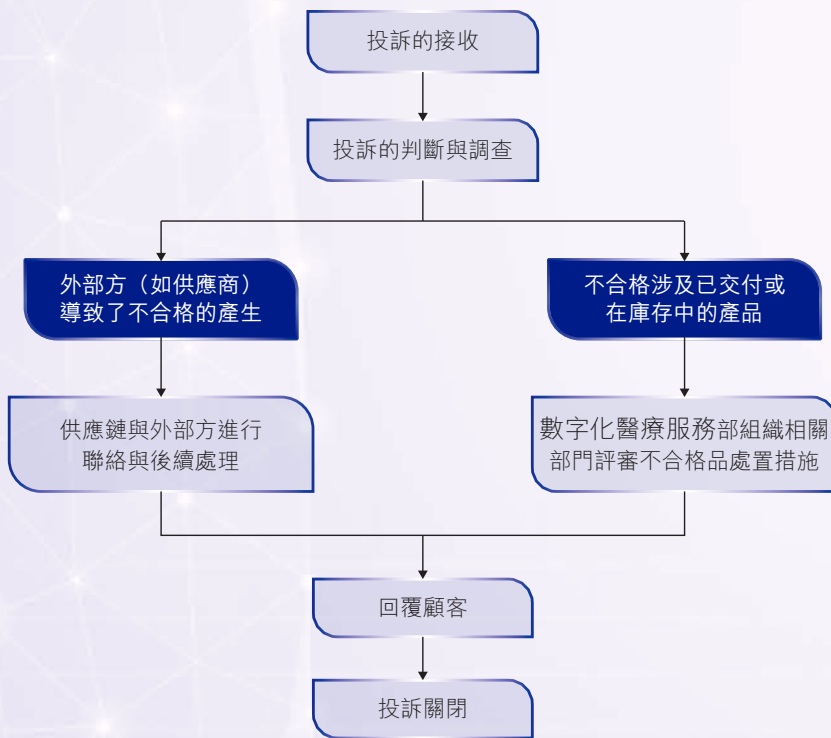 投訴的接收
投訴的判斷與調查
外部方（如供應商）
導致了不合格的產生
不合格涉及已交付或
在庫存中的產品
供應鏈與外部方進行
聯絡與後續處理
數字化醫療服務部組織相關
部門評審不合格品處置措施
回覆顧客
投訴關閉